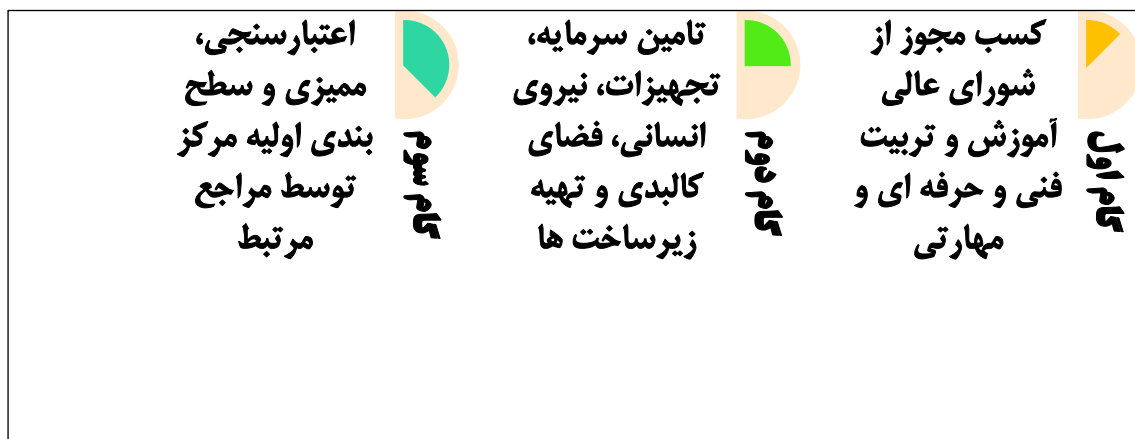 گام اول
کسب مجوز از
شورای عالی
آموزش و تربیت
فنی و حرفه ای و
مهارتی
گام دوم
تامین سرمایه،
تجهیزات، نیروی
انسانی، فضای
کالبدی و تهیه
زیرساخت ها
گام سوم
اعتبارسنجی،
ممیزی و سطح
بندی اولیه مرکز
توسط مراجع
مرتبط